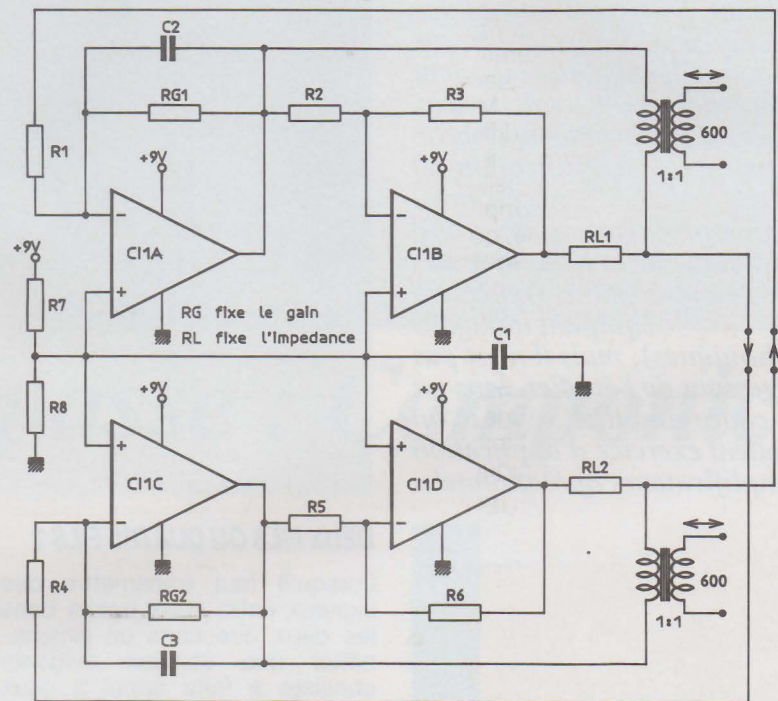 C2
RG1
R2
R3
R1
600
+9V
+9V
1:1
−
−
CI1A
CI1B
RL1
+9V
+
+
R7
RG fixe le gain
RL fixe l'impedance
C1
R8
+9V
+9V
+
+
CI1C
CI1D
RL2
−
R5
−
R4
600
RG2
R6
1:1
C3